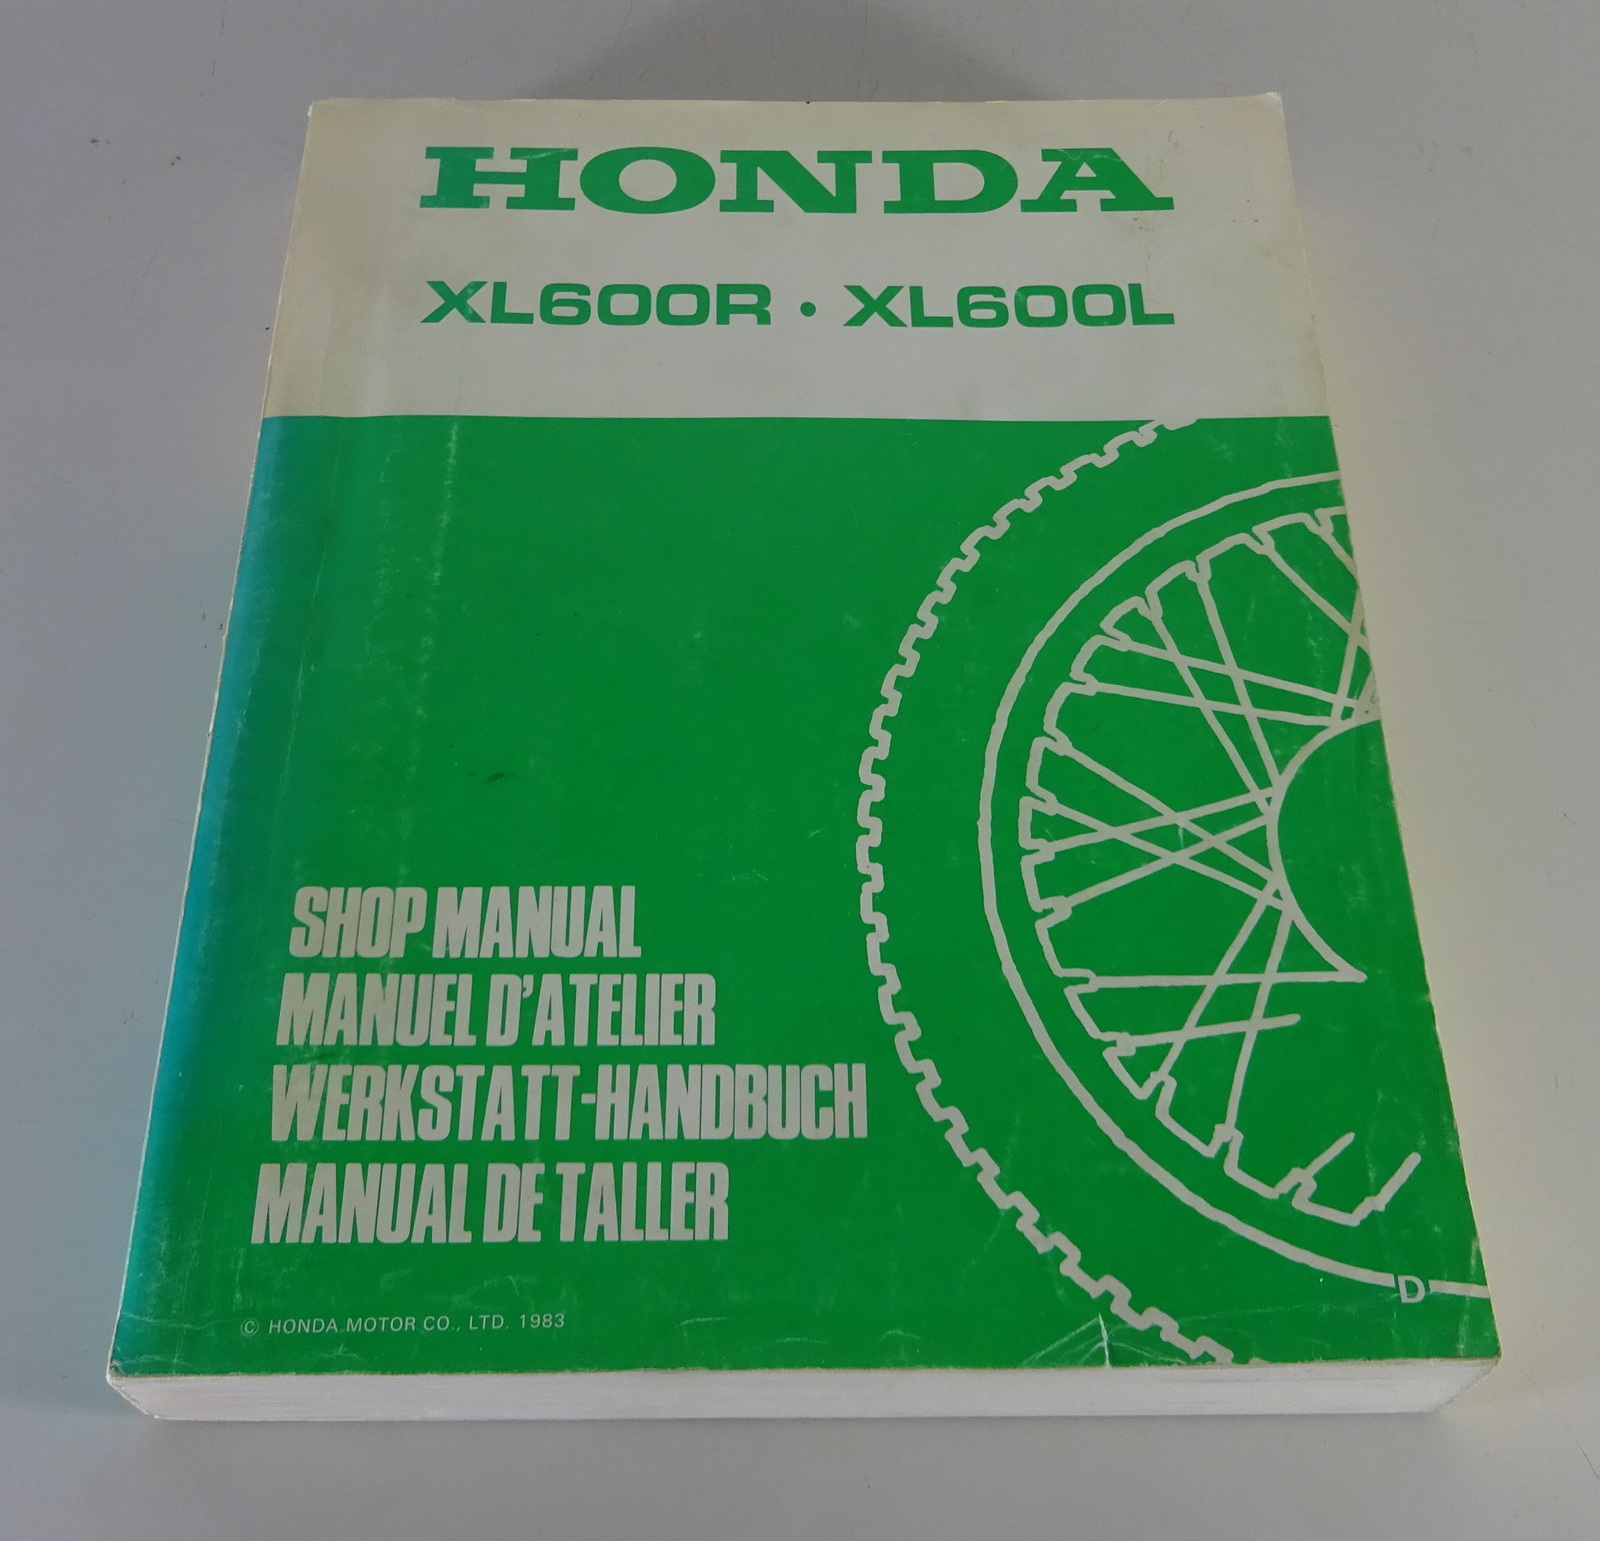 HONDA
XL600R • XL600L
SHOP MANUAL
MANUEL D'ATELIER
WERKSTATT-HANDBUCH
MANUAL DE TALLER
© HONDA MOTOR CO., LTD. 1983
D